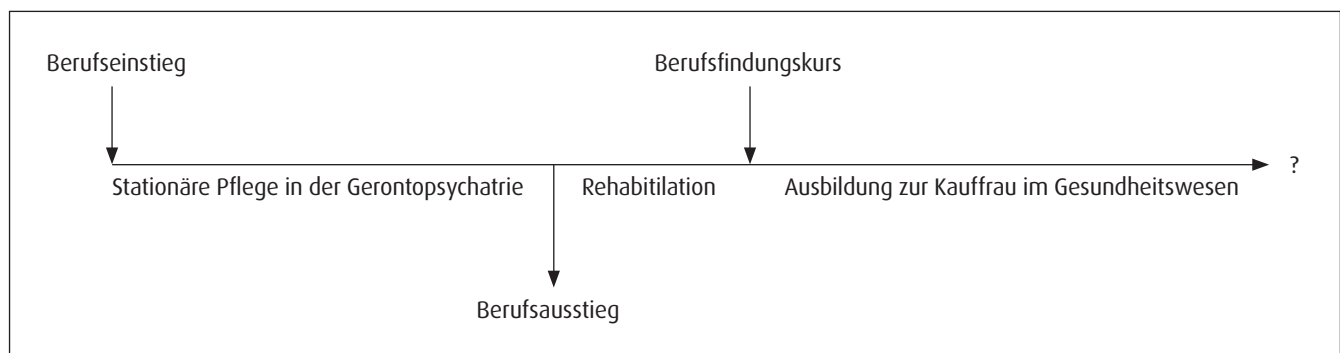 Berufseinstieg
Berufsfindungskurs
?
Stationäre Pflege in der Gerontopsychatrie
Rehabitilation
Ausbildung zur Kauffrau im Gesundheitswesen
Berufsausstieg